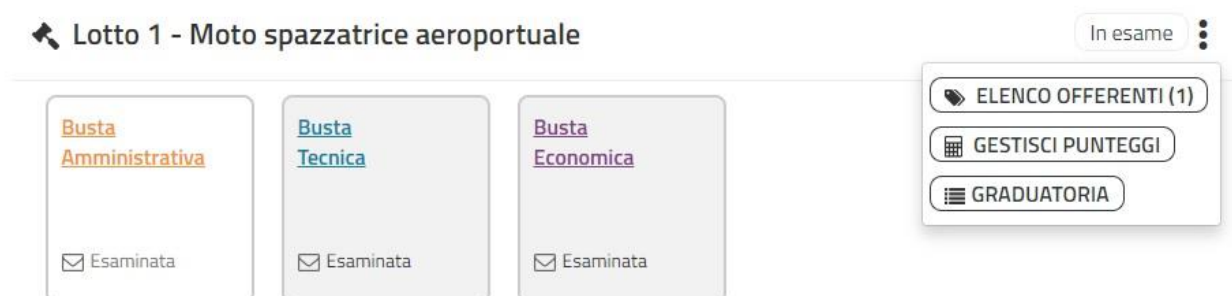 Lotto 1 - Moto spazzatrice aeroportuale
In esame
ELENCO OFFERENTI (1)
GESTISCI PUNTEGGI
GRADUATORIA
Busta
Amministrativa
Esaminata
Busta
Tecnica
Esaminata
Busta
Economica
Esaminata